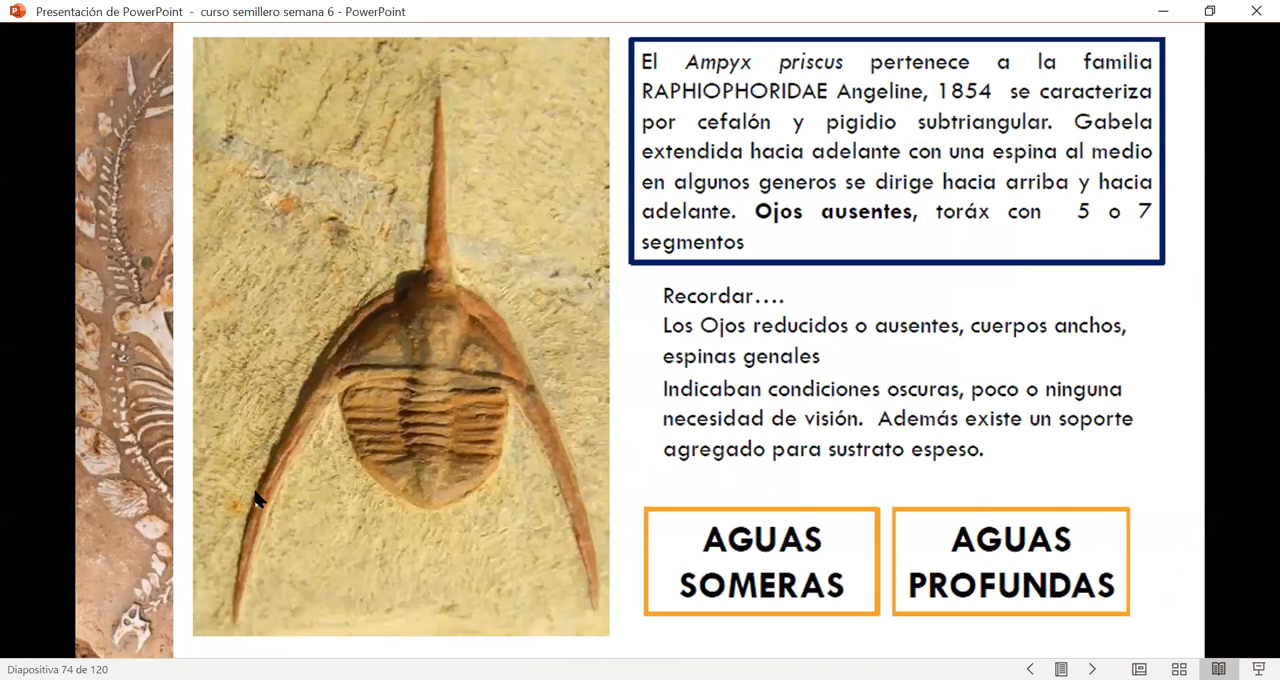 Presentación de PowerPoint - curso semillero semana 6 - PowerPoint
El Ampyx priscus pertenece a la familia
RAPHIOPHORIDAE Angeline, 1854 se caracteriza
por cefalón y pigidio subtriangular. Gabela
extendida hacia adelante con una espina al medio
en algunos generos se dirige hacia arriba y hacia
adelante. Ojos ausentes, toráx con 5 o 7
segmentos
Recordar....
Los Ojos reducidos o ausentes, cuerpos anchos,
espinas genales
Indicaban condiciones oscuras, poco o ninguna
necesidad de visión. Además existe un soporte
agregado para sustrato espeso.
AGUAS
SOMERAS
AGUAS
PROFUNDAS
Diapositiva 74 de 120